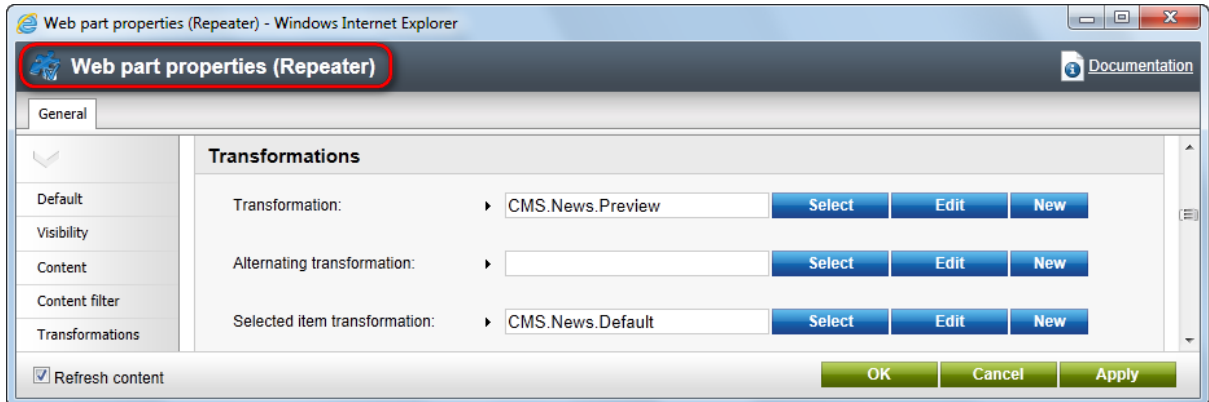 Web part properties (Repeater) - Windows Internet Explorer
Web part properties (Repeater)
Documentation
General
Transformations
Default
Transformation: CMS.News.Preview Select Edit New
Visibility
Content
Alternating transformation: Select Edit New
Content filter
Selected item transformation: CMS.News.Default Select Edit New
Transformations
Refresh content OK Cancel Apply